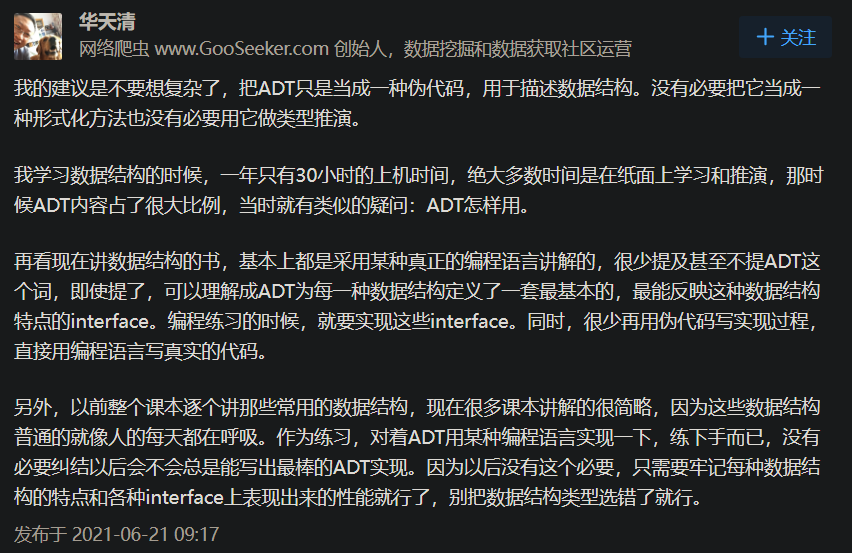 华天清
网络爬虫 www.GooSeeker.com 创始人，数据挖掘和数据获取社区运营
关注
我的建议是不要想复杂了，把ADT只是当成一种伪代码，用于描述数据结构。没有必要把它当成一
种形式化方法也没有必要用它做类型推演。
我学习数据结构的时候，一年只有30小时的上机时间，绝大多数时间是在纸面上学习和推演，那时
候ADT内容占了很大比例，当时就有类似的疑问：ADT怎样用。
再看现在讲数据结构的书，基本上都是采用某种真正的编程语言讲解的，很少提及甚至不提ADT这
个词，即使提了，可以理解成ADT为每一种数据结构定义了一套最基本的，最能反映这种数据结构
特点的interface。编程练习的时候，就要实现这些interface。同时，很少再用伪代码写实现过程，
直接用编程语言写真实的代码。
另外，以前整个课本逐个讲那些常用的数据结构，现在很多课本讲解的很简略，因为这些数据结构
普通的就像人的每天都在呼吸。作为练习，对着ADT用某种编程语言实现一下，练下手而已，没有
必要纠结以后会不会总是能写出最棒的ADT实现。因为以后没有这个必要，只需要牢记每种数据结
构的特点和各种interface上表现出来的性能就行了，别把数据结构类型选错了就行。
发布于 2021-06-21 09:17